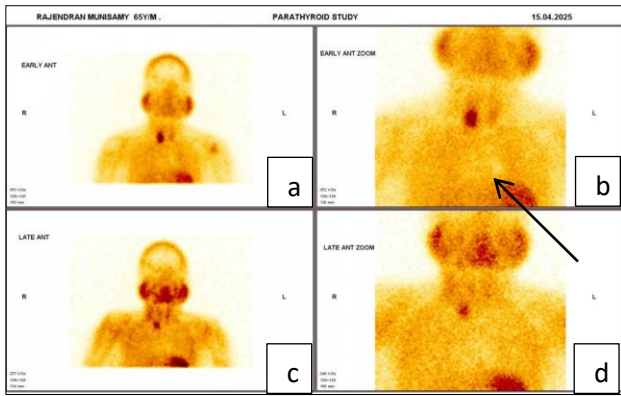 RAJENDRAN MUNISAMY 65Y/M . PARATHYROID STUDY 15.04.2025
EARLY ANT
R
L
a
EARLY ANT ZOOM
R
L
b
LATE ANT
R
L
c
LATE ANT ZOOM
R
L
d